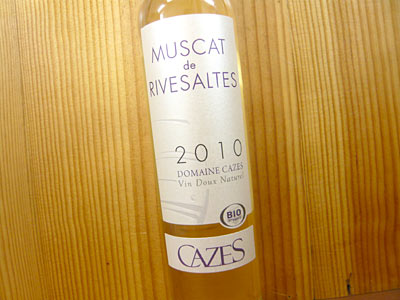 MUSCAT
de
RIVESALTES
2010
DOMAINE CAZES
Vin Doux Naturel
BIO
CAZES